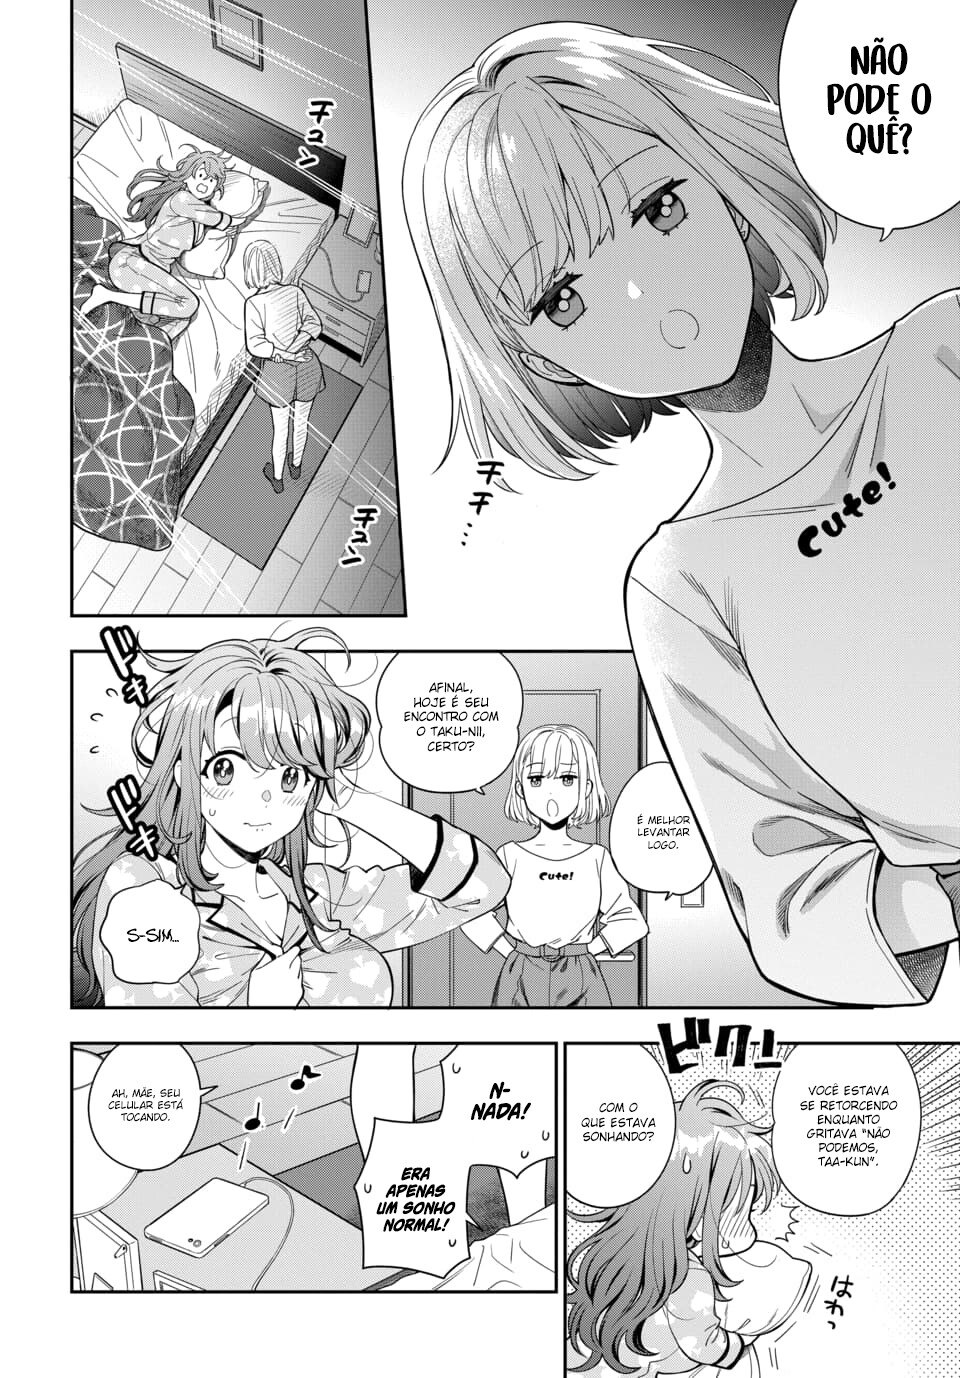 NÃO
PODE O
QUÊ?
チュン
チチ…
チュン
Cute!
AFINAL,
HOJE É SEU
ENCONTRO COM
O TAKU-NII,
CERTO?
É MELHOR
LEVANTAR
LOGO.
Cute!
ドキ
ドキ
S-SIM...
ビクーン
VOCÊ ESTAVA
SE RETORCENDO
ENQUANTO
GRITAVA "NÃO
PODEMOS,
TAA-KUN".
COM O
QUE ESTAVA
SONHANDO?
はわっ
N-
NADA!
ERA
APENAS
UM SONHO
NORMAL!
AH, MÃE, SEU
CELULAR ESTÁ
TOCANDO.